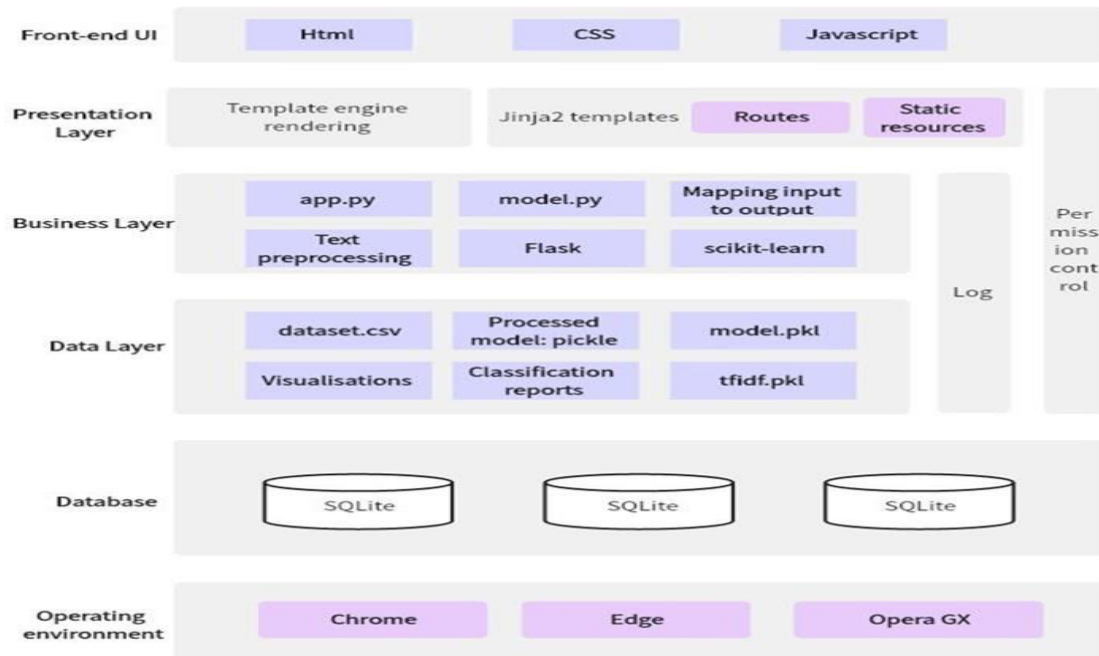 Front-end UI
Html
CSS
Javascript
Presentation
Layer
Template engine
rendering
Jinja2 templates
Routes
Static
resources
Business Layer
app.py
model.py
Mapping input
to output
Text
preprocessing
Flask
scikit-learn
Log
Per
miss
ion
cont
rol
Data Layer
dataset.csv
Processed
model: pickle
model.pkl
Visualisations
Classification
reports
tfidf.pkl
Database
SQLite
SQLite
SQLite
Operating
environment
Chrome
Edge
Opera GX